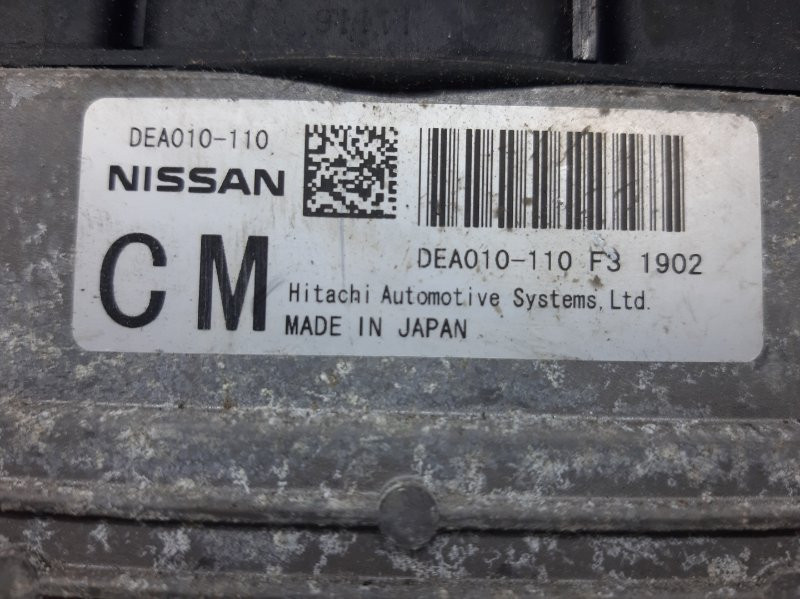 DEA010-110
NISSAN
CM
DEA010-110 F3 1902
Hitachi Automotive Systems, Ltd.
MADE IN JAPAN